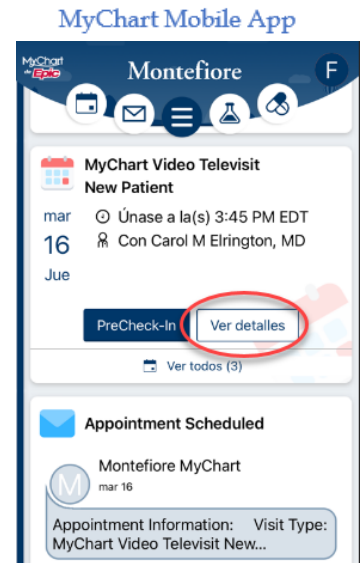 MyChart Mobile App
MyChart
by Epic
Montefiore
F
MyChart Video Televisit
New Patient
mar
16
Jue
Únase a la(s) 3:45 PM EDT
Con Carol M Elrington, MD
PreCheck-In
Ver detalles
Ver todos (3)
Appointment Scheduled
M
Montefiore MyChart
mar 16
Appointment Information: Visit Type:
MyChart Video Televisit New...